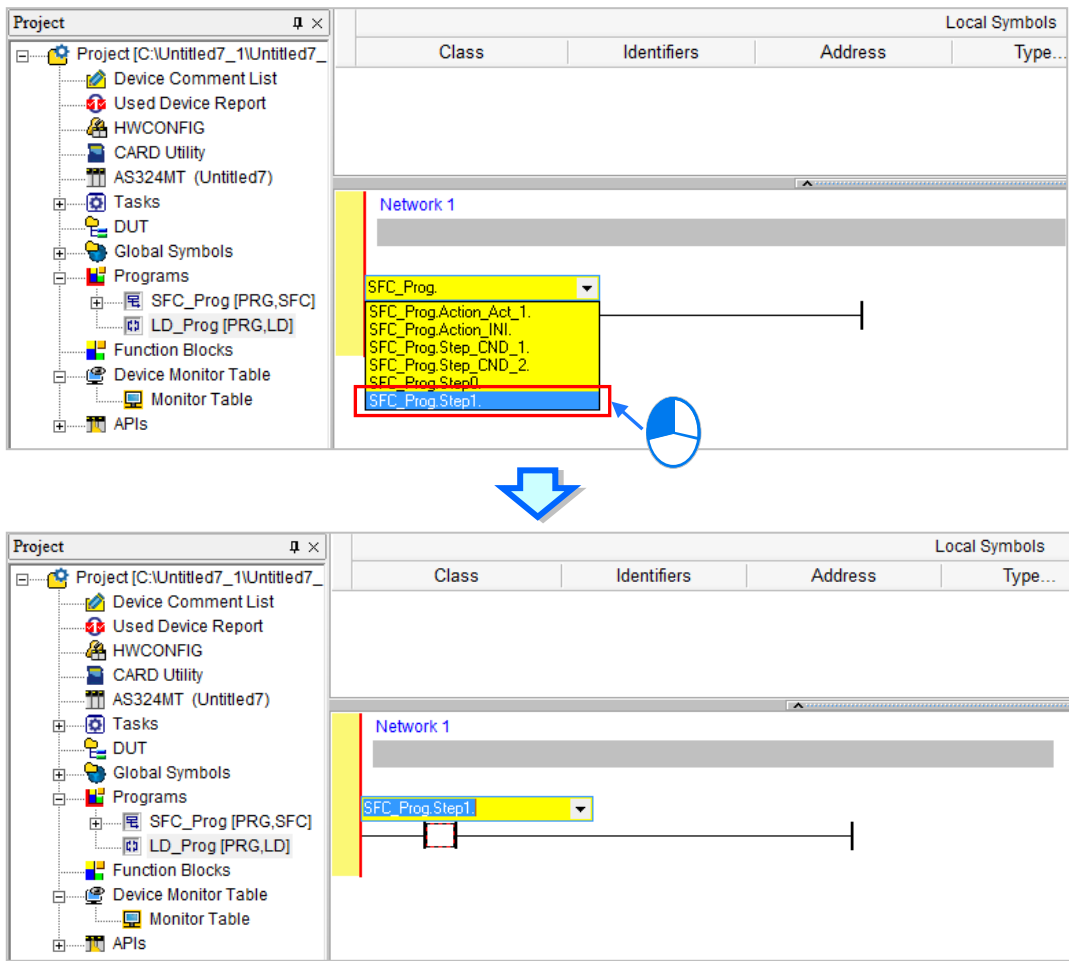 Project
Project [C:\Untitled7_1\Untitled7_
Device Comment List
Used Device Report
HWCONFIG
CARD Utility
AS324MT (Untitled7)
Tasks
DUT
Global Symbols
Programs
SFC_Prog [PRG,SFC]
LD_Prog [PRG,LD]
Function Blocks
Device Monitor Table
Monitor Table
APIs
Local Symbols
Class Identifiers Address Type...
Network 1
SFC_Prog.
SFC_Prog.Action_Act_1.
SFC_Prog.Action_INI.
SFC_Prog.Step_CND_1.
SFC_Prog.Step_CND_2.
SFC_Prog.Step0.
SFC_Prog.Step1.
Project
Project [C:\Untitled7_1\Untitled7_
Device Comment List
Used Device Report
HWCONFIG
CARD Utility
AS324MT (Untitled7)
Tasks
DUT
Global Symbols
Programs
SFC_Prog [PRG,SFC]
LD_Prog [PRG,LD]
Function Blocks
Device Monitor Table
Monitor Table
APIs
Local Symbols
Class Identifiers Address Type...
Network 1
SFC_Prog.Step1.